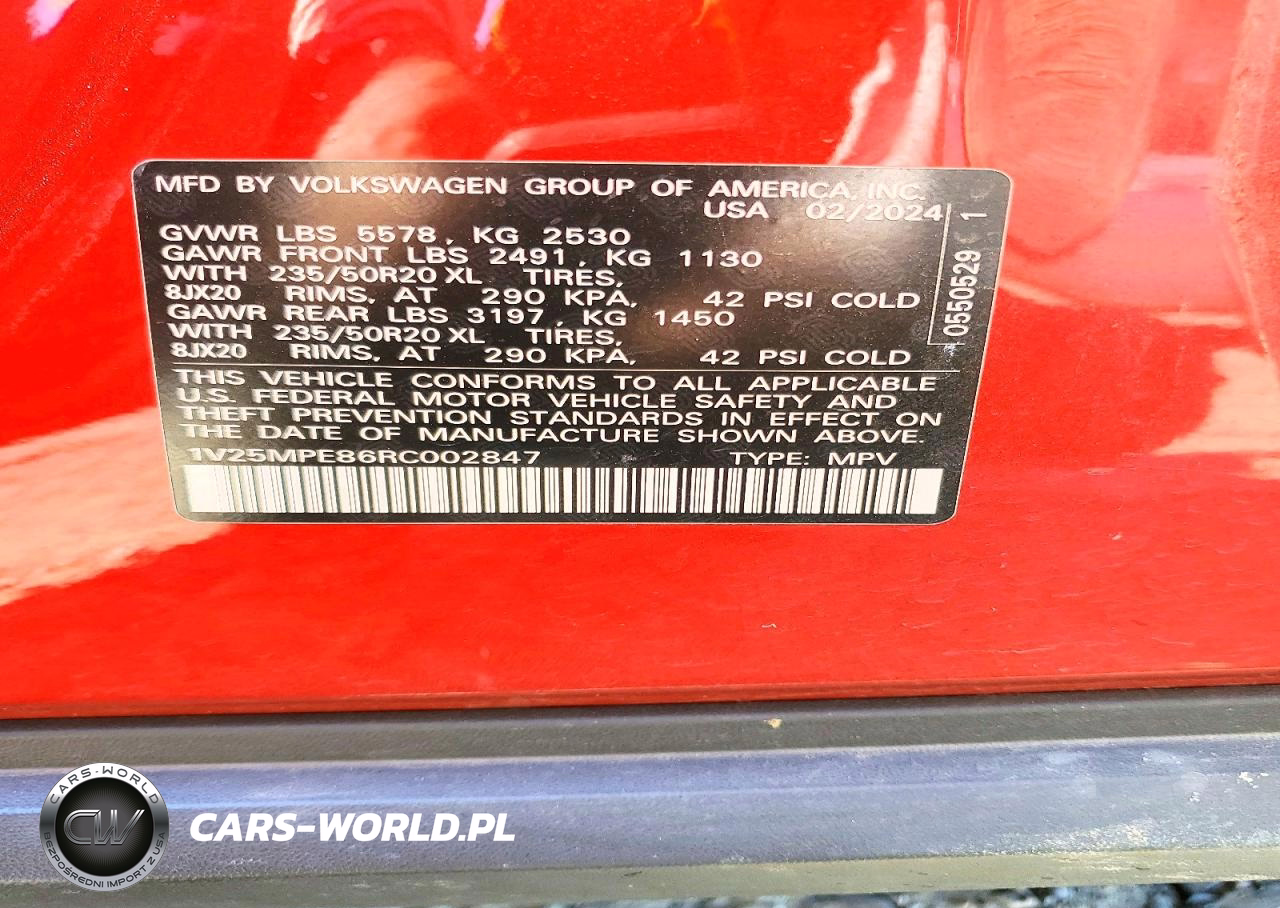 MFD BY VOLKSWAGEN GROUP OF AMERICA, INC.
USA 02/2024
GVWR LBS 5578, KG 2530
GAWR FRONT LBS 2491, KG 1130
WITH 235/50R20 XL TIRES,
8JX20 RIMS, AT 290 KPA, 42 PSI COLD
GAWR REAR LBS 3197, KG 1450
WITH 235/50R20 XL TIRES,
8JX20 RIMS, AT 290 KPA, 42 PSI COLD
0550529 1
THIS VEHICLE CONFORMS TO ALL APPLICABLE
U.S. FEDERAL MOTOR VEHICLE SAFETY AND
THEFT PREVENTION STANDARDS IN EFFECT ON
THE DATE OF MANUFACTURE SHOWN ABOVE.
1V25MPE86RC002847 TYPE: MPV
CARS-WORLD
CW
BEZPOŚREDNI IMPORT Z USA
CARS-WORLD.PL